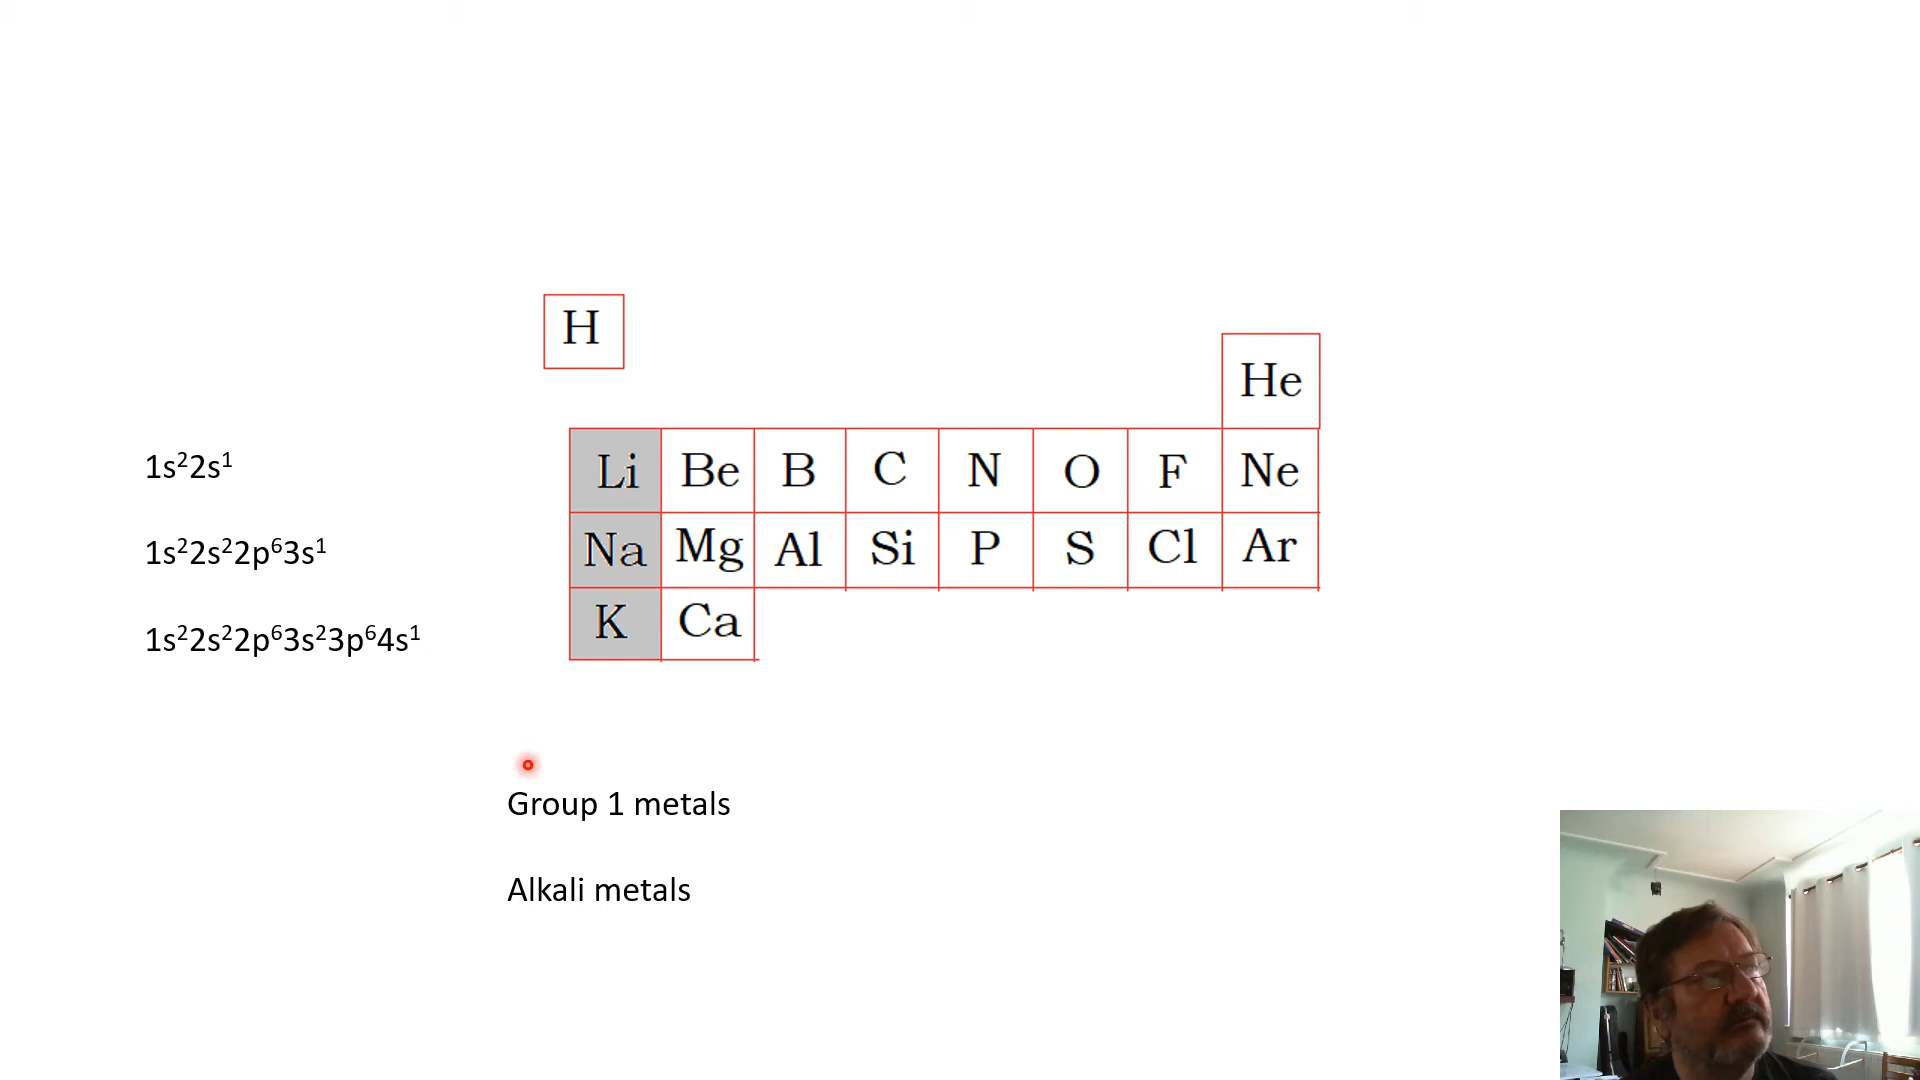 H
He
1s²2s¹ Li Be B C N O F Ne
1s²2s²2p⁶3s¹ Na Mg Al Si P S Cl Ar
1s²2s²2p⁶3s²3p⁶4s¹ K Ca
Group 1 metals
Alkali metals